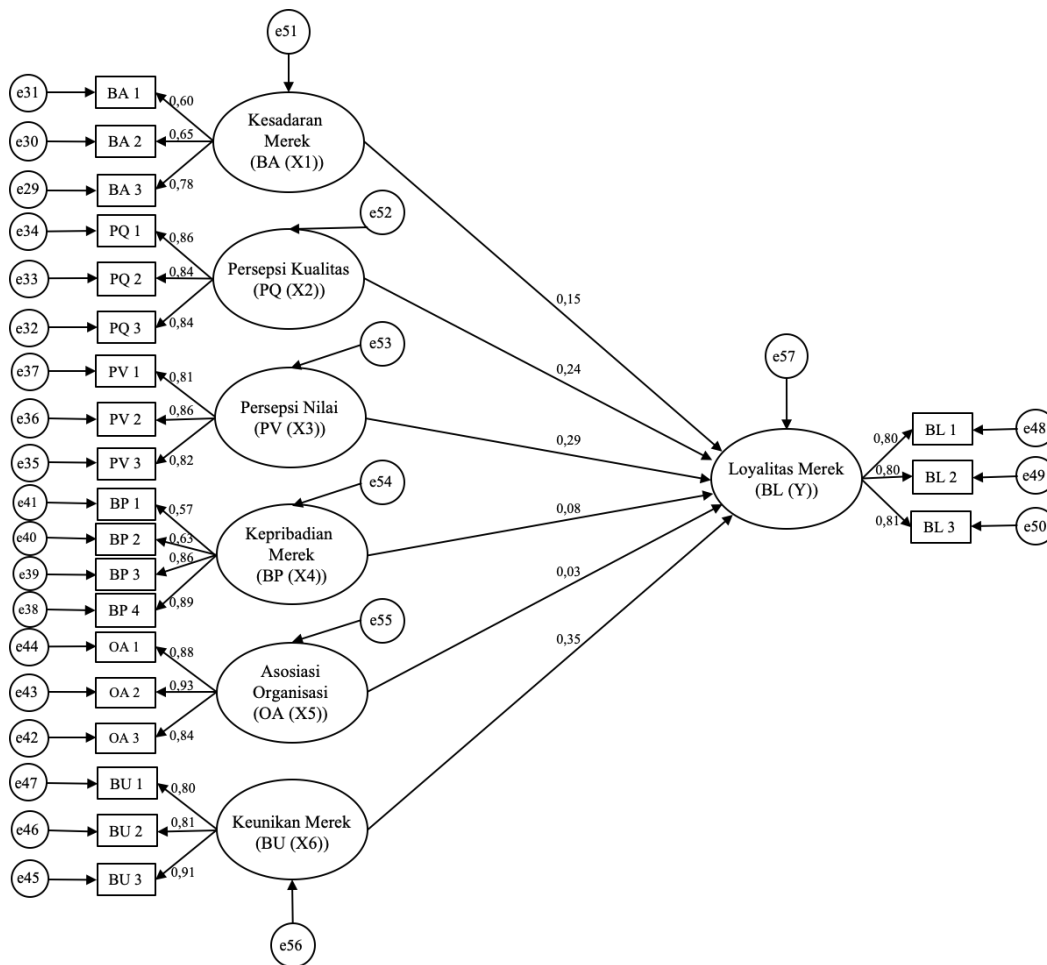 e51
e31
BA 1
0,60
e30
BA 2
0,65
e29
BA 3
0,78
Kesadaran
Merek
(BA (X1))
e52
e34
PQ 1
0,86
e33
PQ 2
0,84
e32
PQ 3
0,84
Persepsi Kualitas
(PQ (X2))
0,15
e53
e37
PV 1
0,81
e36
PV 2
0,86
e35
PV 3
0,82
Persepsi Nilai
(PV (X3))
0,24
0,29
e57
Loyalitas Merek
(BL (Y))
0,80
BL 1
e48
0,80
BL 2
e49
0,81
BL 3
e50
e54
e41
BP 1
0,57
e40
BP 2
0,63
e39
BP 3
0,86
e38
BP 4
0,89
Kepribadian
Merek
(BP (X4))
0,08
e55
e44
OA 1
0,88
e43
OA 2
0,93
e42
OA 3
0,84
Asosiasi
Organisasi
(OA (X5))
0,03
0,35
e47
BU 1
0,80
e46
BU 2
0,81
e45
BU 3
0,91
Keunikan Merek
(BU (X6))
e56